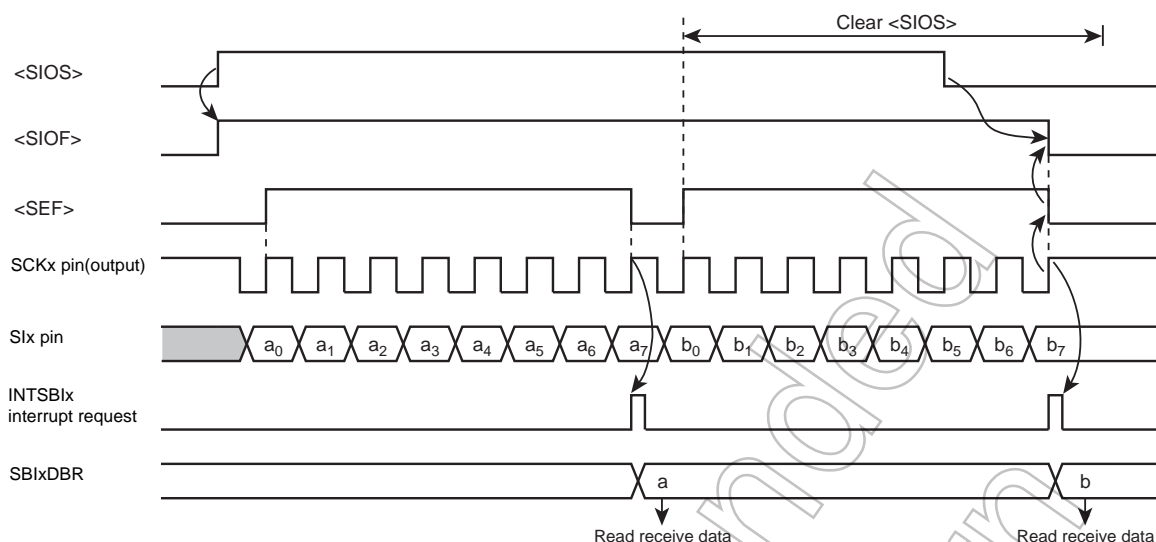 Clear <SIOS>
<SIOS>
<SIOF>
<SEF>
SCKx pin(output)
SIx pin
a0 a1 a2 a3 a4 a5 a6 a7 b0 b1 b2 b3 b4 b5 b6 b7
INTSBIx
interrupt request
SBIxDBR
a b
Read receive data Read receive data